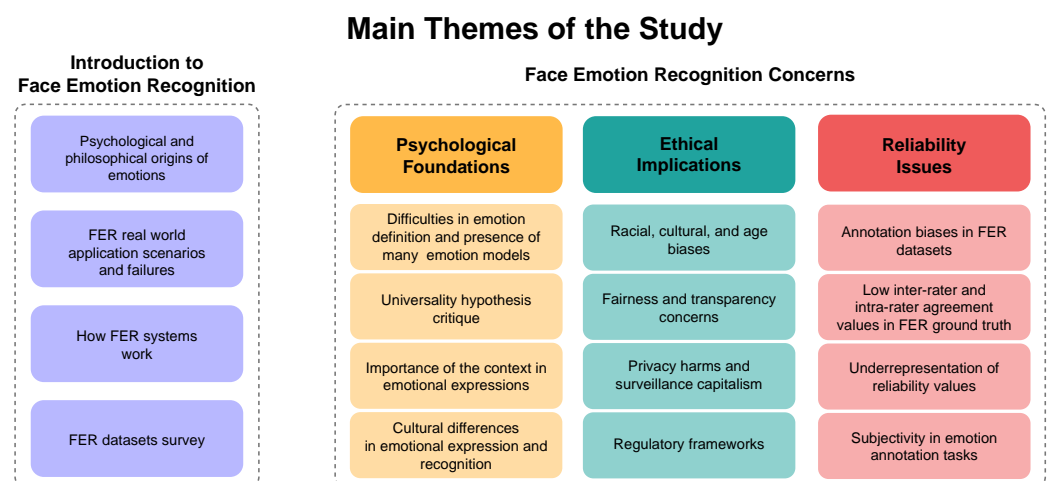 Main Themes of the Study
Introduction to
Face Emotion Recognition
Psychological and
philosophical origins of
emotions
FER real world
application scenarios
and failures
How FER systems
work
FER datasets survey
Face Emotion Recognition Concerns
Psychological
Foundations
Difficulties in emotion
definition and presence of
many emotion models
Universality hypothesis
critique
Importance of the context in
emotional expressions
Cultural differences
in emotional expression and
recognition
Ethical
Implications
Racial, cultural, and age
biases
Fairness and transparency
concerns
Privacy harms and
surveillance capitalism
Regulatory frameworks
Reliability
Issues
Annotation biases in FER
datasets
Low inter-rater and
intra-rater agreement
values in FER ground truth
Underrepresentation of
reliability values
Subjectivity in emotion
annotation tasks